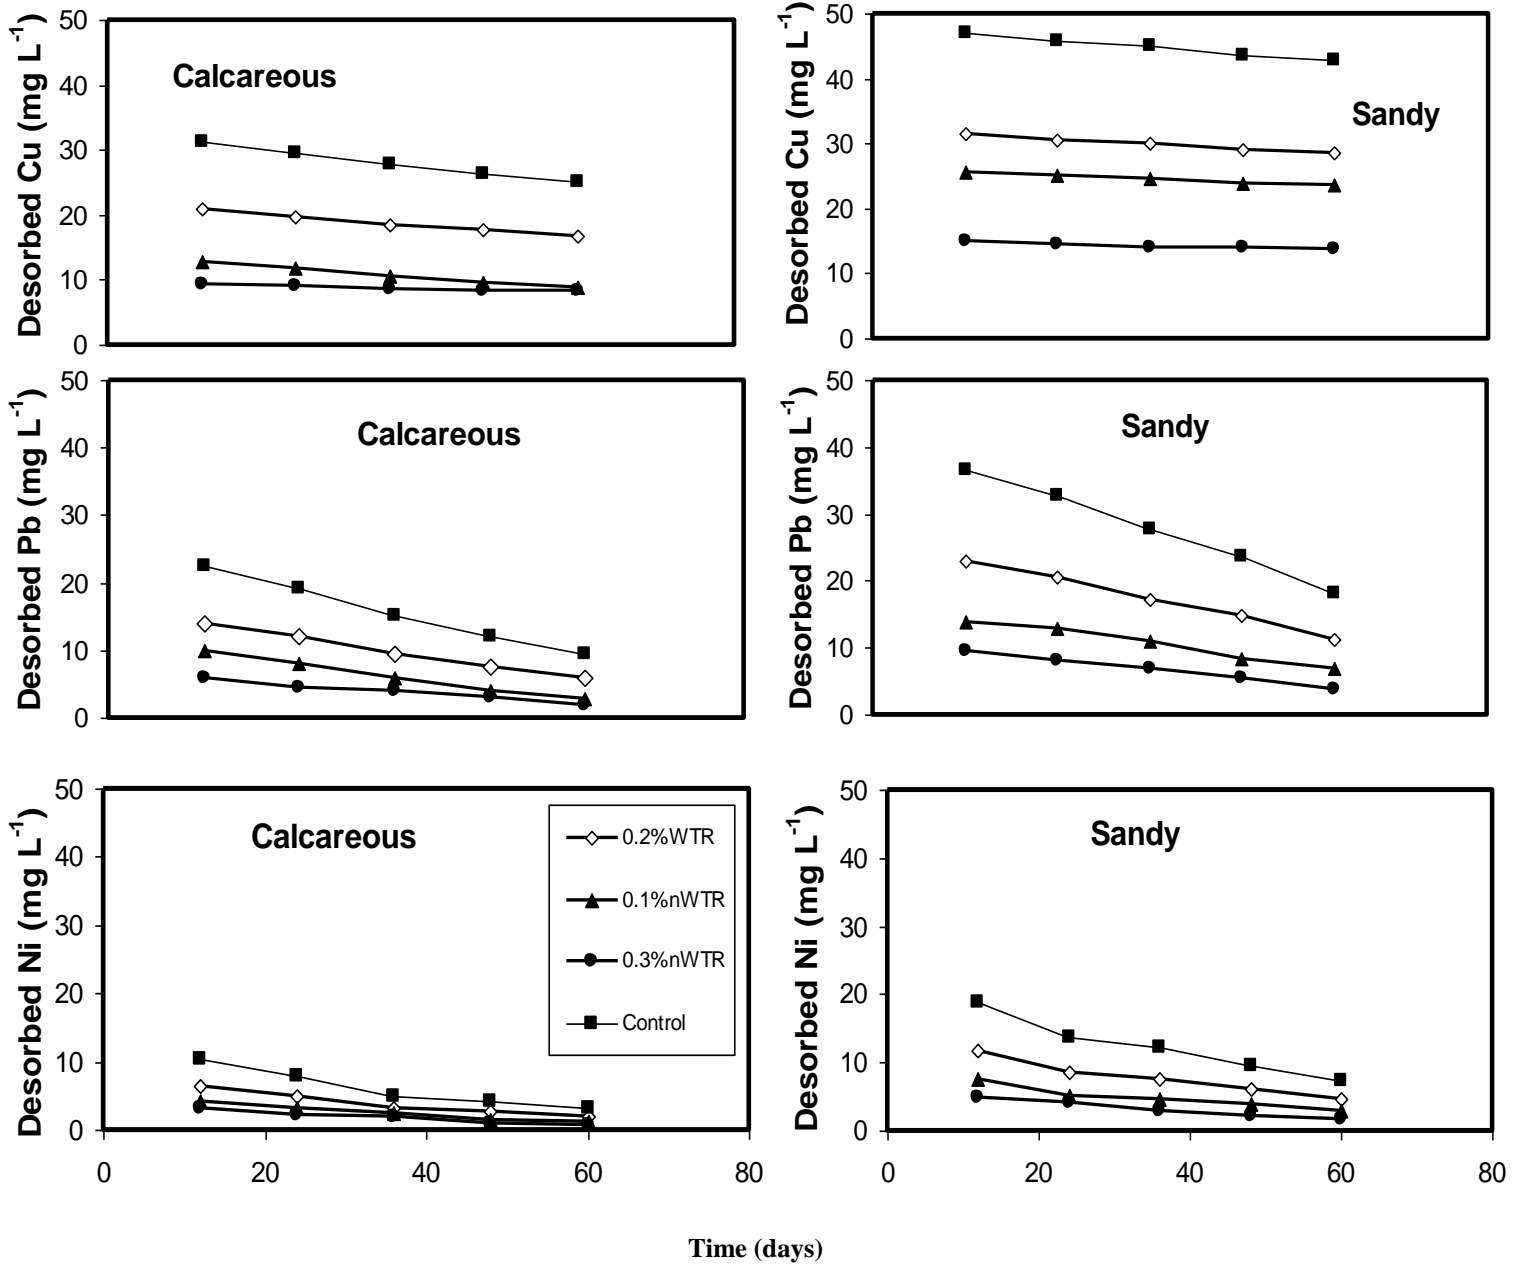 50
40
30
20
10
0
Desorbed Cu (mg L-1)
Calcareous
50
40
30
20
10
0
Desorbed Cu (mg L-1)
Sandy
50
40
30
20
10
0
Desorbed Pb (mg L-1)
Calcareous
50
40
30
20
10
0
Desorbed Pb (mg L-1)
Sandy
50
40
30
20
10
0
Desorbed Ni (mg L-1)
Calcareous
0.2%WTR
0.1%nWTR
0.3%nWTR
Control
0 20 40 60 80
50
40
30
20
10
0
Desorbed Ni (mg L-1)
Sandy
0 20 40 60 80
Time (days)